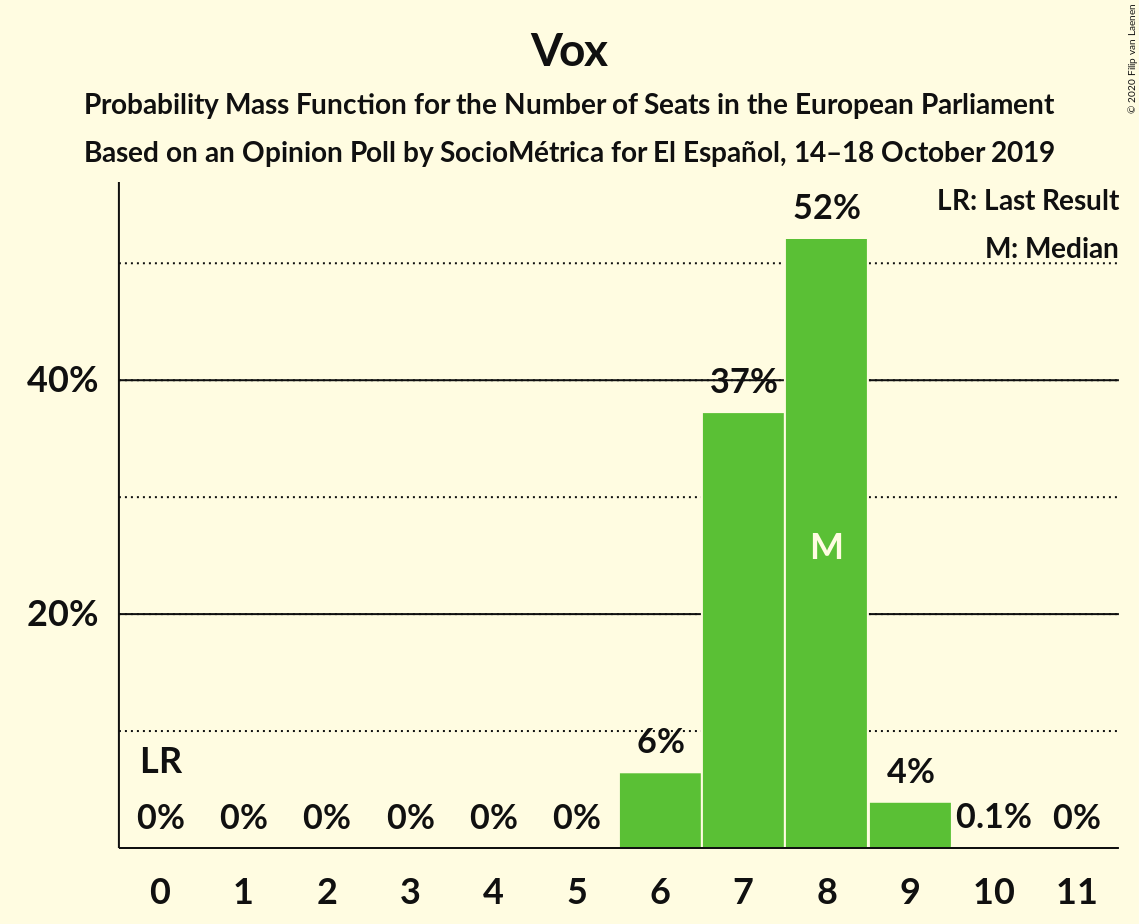 © 2020 Filip van Laenen
Vox
Probability Mass Function for the Number of Seats in the European Parliament
Based on an Opinion Poll by SocioMétrica for El Español, 14–18 October 2019
LR: Last Result
M: Median
52%
40%
37%
M
20%
6%
LR
4%
0% 0% 0% 0% 0% 0% 0.1% 0%
0 1 2 3 4 5 6 7 8 9 10 11